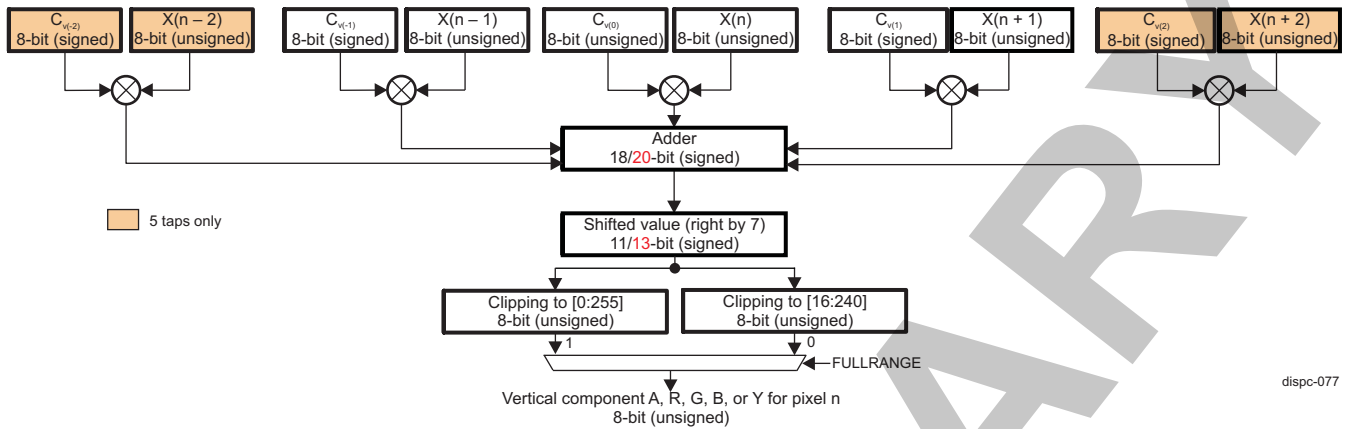 Cv(-2)
8-bit (signed)
X(n – 2)
8-bit (unsigned)
Cv(-1)
8-bit (signed)
X(n – 1)
8-bit (unsigned)
Cv(0)
8-bit (unsigned)
X(n)
8-bit (unsigned)
Cv(1)
8-bit (signed)
X(n + 1)
8-bit (unsigned)
Cv(2)
8-bit (signed)
X(n + 2)
8-bit (unsigned)
Adder
18/20-bit (signed)
5 taps only
Shifted value (right by 7)
11/13-bit (signed)
Clipping to [0:255]
8-bit (unsigned)
Clipping to [16:240]
8-bit (unsigned)
1
0
FULLRANGE
Vertical component A, R, G, B, or Y for pixel n
8-bit (unsigned)
dispc-077
ARY